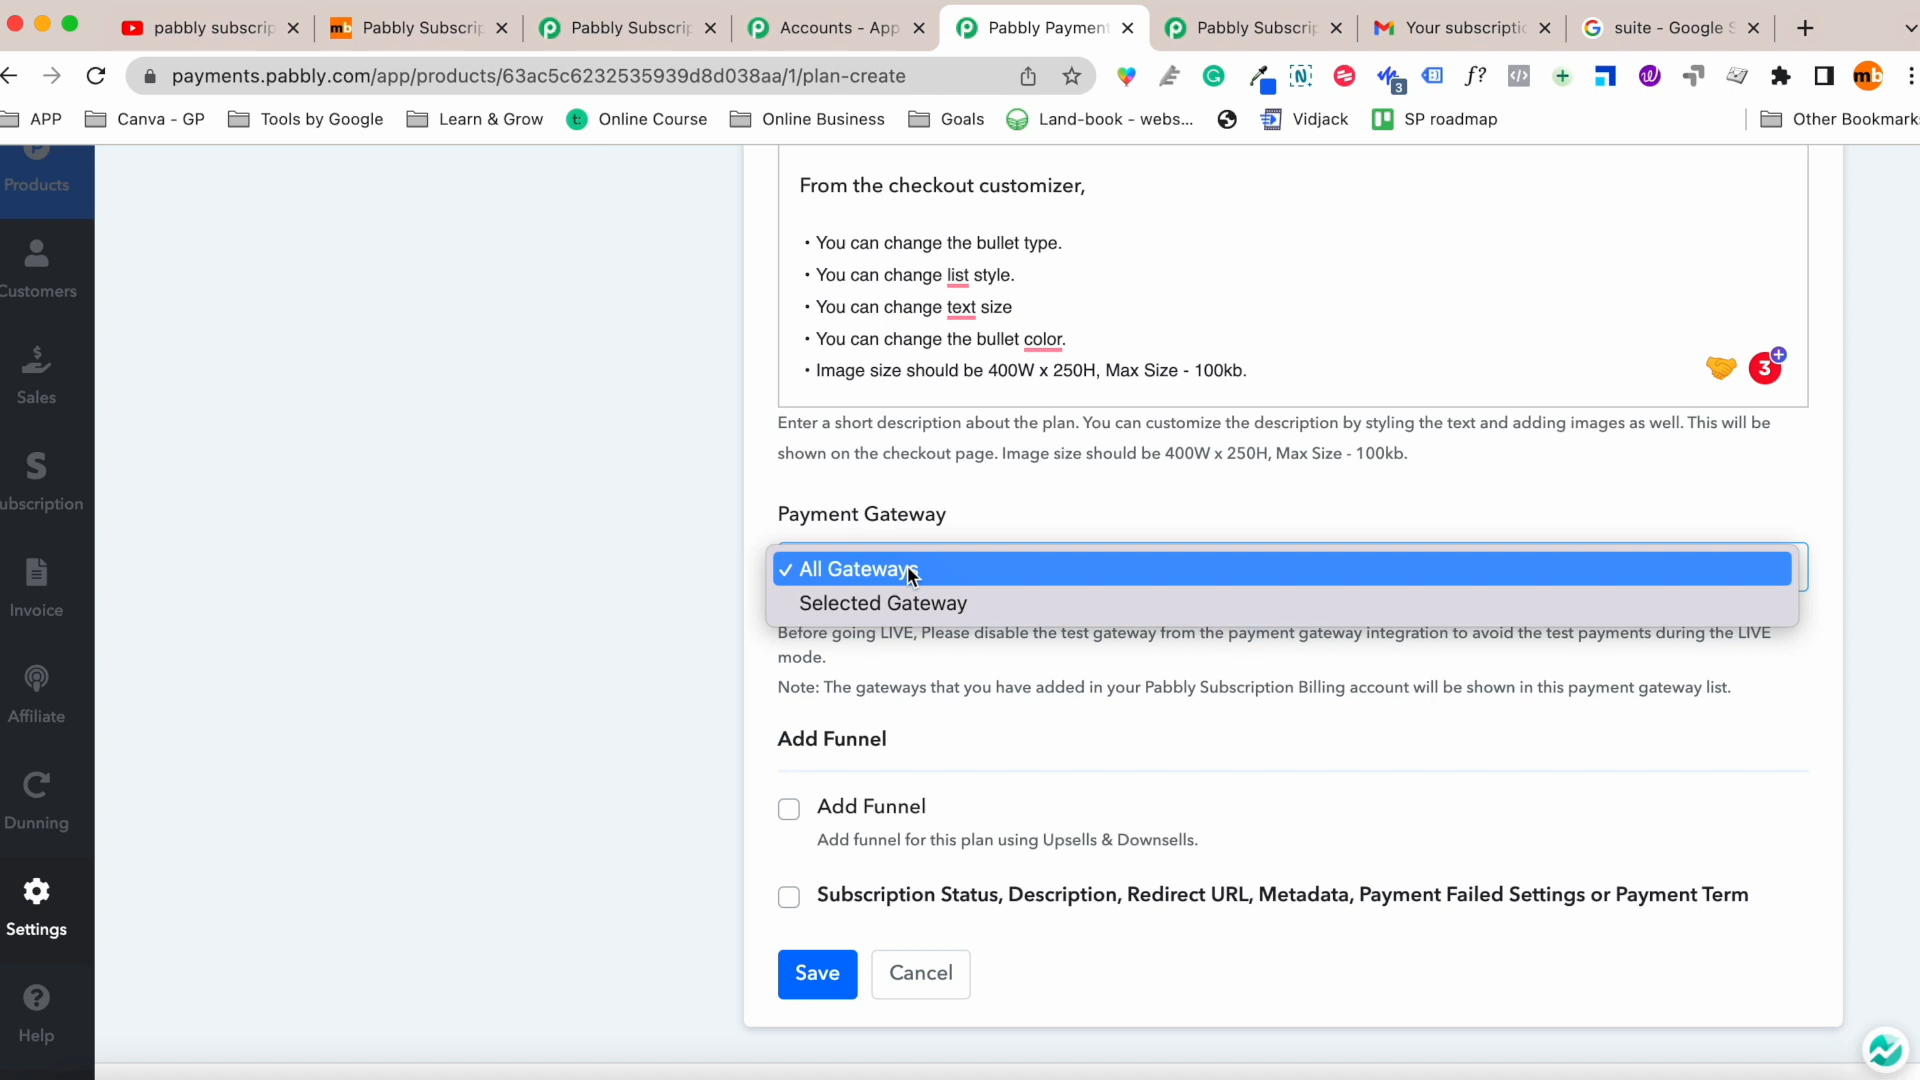 pabbly subscrip
Pabbly Subscrip
Pabbly Subscrip
Accounts - App
Pabbly Payment
Pabbly Subscrip
Your subscriptio
suite - Google S
payments.pabbly.com/app/products/63ac5c6232535939d8d038aa/1/plan-create
APP
Canva - GP
Tools by Google
Learn & Grow
Online Course
Online Business
Goals
Land-book - webs...
Vidjack
SP roadmap
Other Bookmark
Products
Customers
Sales
ubscription
Invoice
Affiliate
Dunning
Settings
Help
From the checkout customizer,
• You can change the bullet type.
• You can change list style.
• You can change text size
• You can change the bullet color.
• Image size should be 400W x 250H, Max Size - 100kb.
3
Enter a short description about the plan. You can customize the description by styling the text and adding images as well. This will be
shown on the checkout page. Image size should be 400W x 250H, Max Size - 100kb.
Payment Gateway
✓ All Gateways
Selected Gateway
Before going LIVE, Please disable the test gateway from the payment gateway integration to avoid the test payments during the LIVE
mode.
Note: The gateways that you have added in your Pabbly Subscription Billing account will be shown in this payment gateway list.
Add Funnel
Add Funnel
Add funnel for this plan using Upsells & Downsells.
Subscription Status, Description, Redirect URL, Metadata, Payment Failed Settings or Payment Term
Save
Cancel